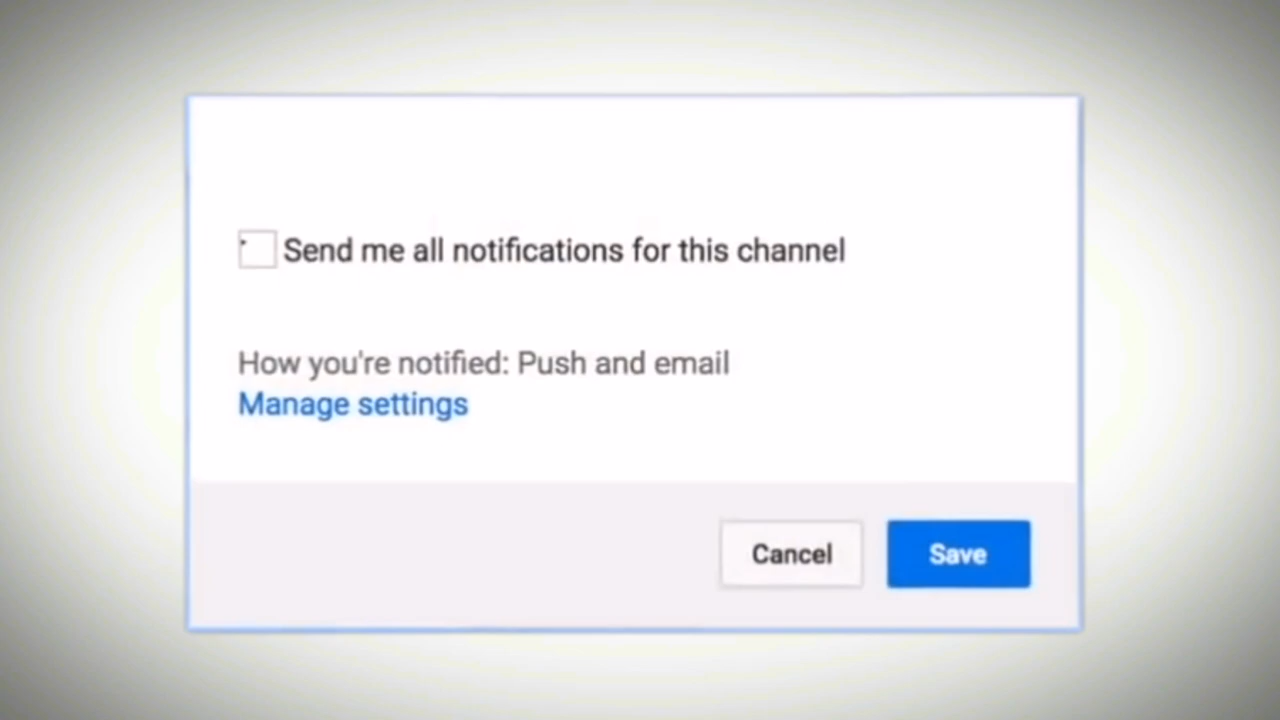 Send me all notifications for this channel
How you're notified: Push and email
Manage settings
Cancel
Save